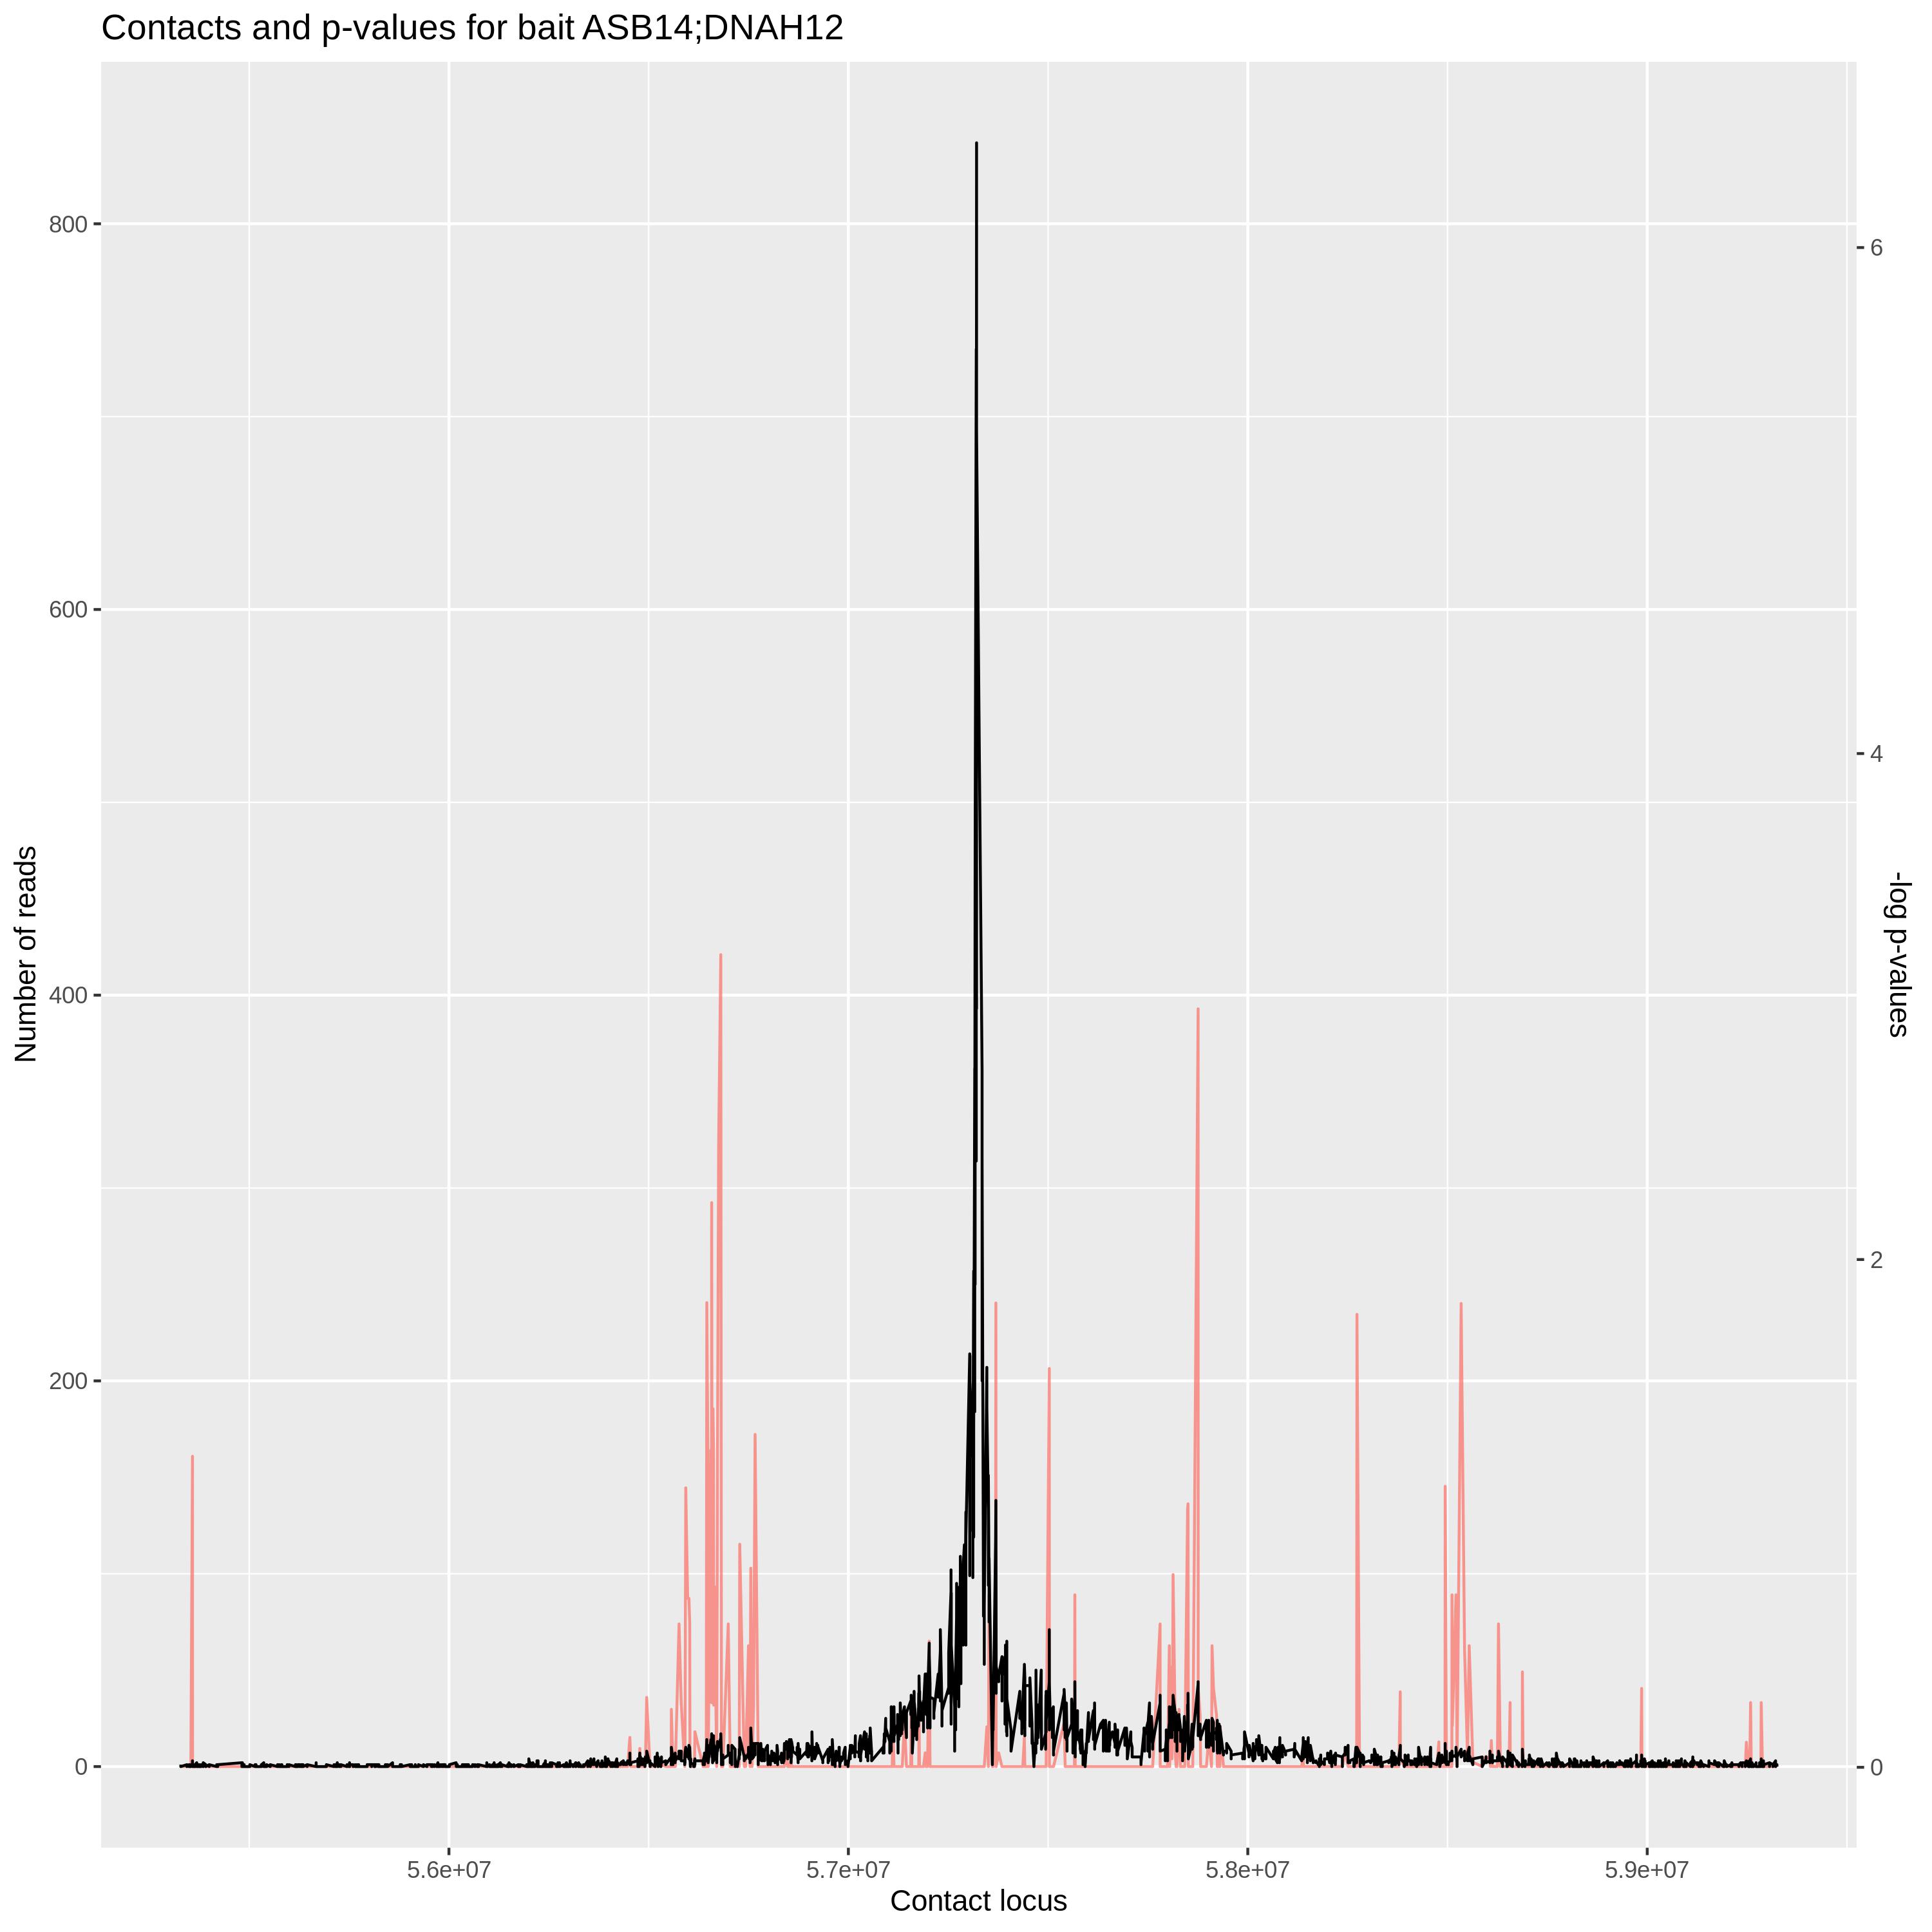 Contacts and p-values for bait ASB14;DNAH12
800
600
400
200
0
Number of reads
6
4
2
0
-log p-values
5.6e+07
5.7e+07
5.8e+07
5.9e+07
Contact locus